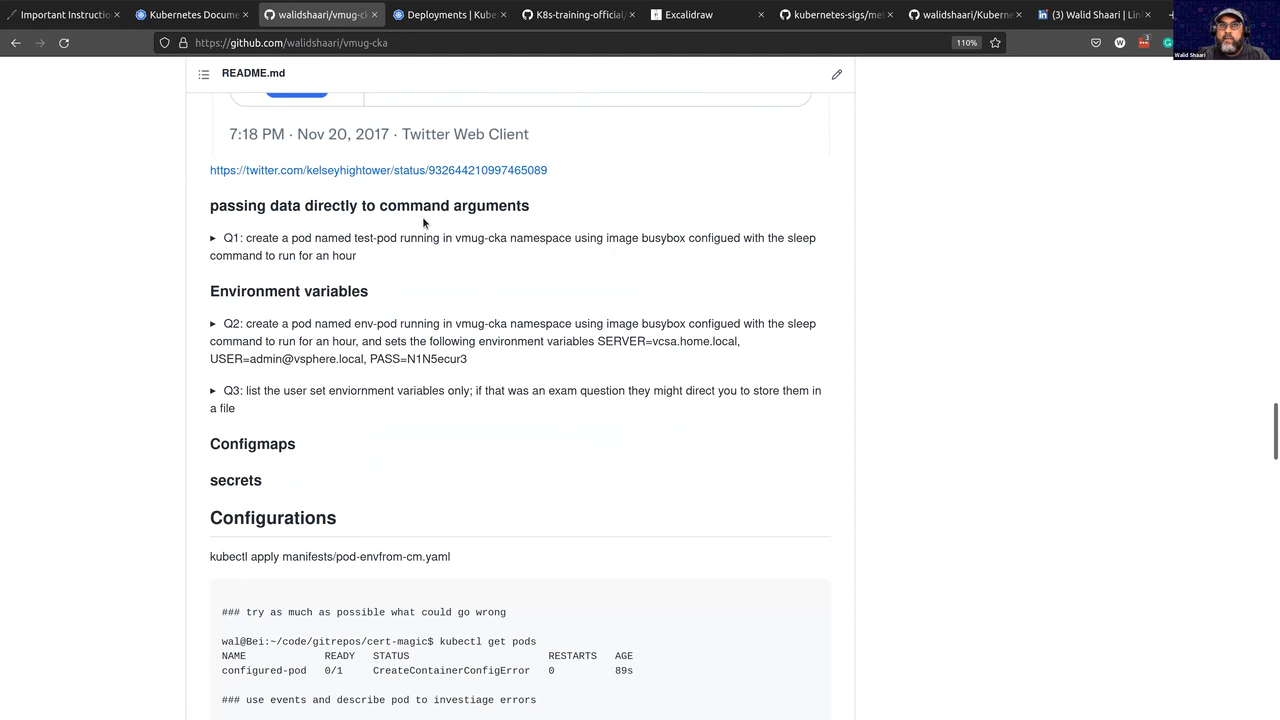 Important Instructio
Kubernetes Docume
walidshaari/vmug-ck
Deployments | Kube
K8s-training-official/
Excalidraw
kubernetes-sigs/me
walidshaari/Kubern
(3) Walid Shaari | Lin
https://github.com/walidshaari/vmug-cka
110%
Walid Shaari
README.md
7:18 PM · Nov 20, 2017 · Twitter Web Client
https://twitter.com/kelseyhightower/status/932644210997465089
passing data directly to command arguments
Q1: create a pod named test-pod running in vmug-cka namespace using image busybox configued with the sleep
command to run for an hour
Environment variables
Q2: create a pod named env-pod running in vmug-cka namespace using image busybox configued with the sleep
command to run for an hour, and sets the following environment variables SERVER=vcsa.home.local,
USER=admin@vsphere.local, PASS=N1N5ecur3
Q3: list the user set enviornment variables only; if that was an exam question they might direct you to store them in
a file
Configmaps
secrets
Configurations
kubectl apply manifests/pod-envfrom-cm.yaml
### try as much as possible what could go wrong
wal@Bei:~/code/gitrepos/cert-magic$ kubectl get pods
NAME READY STATUS RESTARTS AGE
configured-pod 0/1 CreateContainerConfigError 0 89s
### use events and describe pod to investiage errors